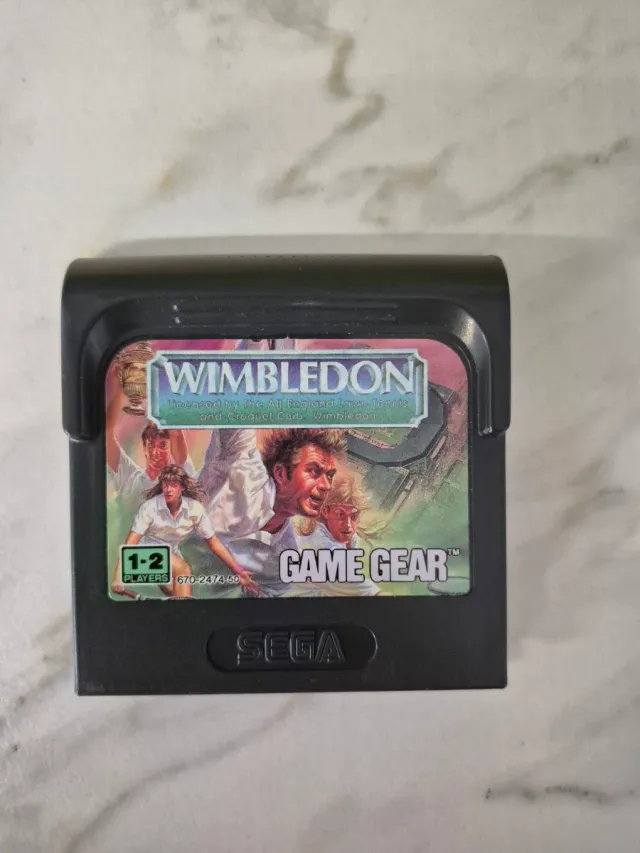 WIMBLEDON
Licensed by the All England Lawn Tennis
and Croquet Club, Wimbledon.
1-2
PLAYERS
670-2474-50
GAME GEAR™
SEGA